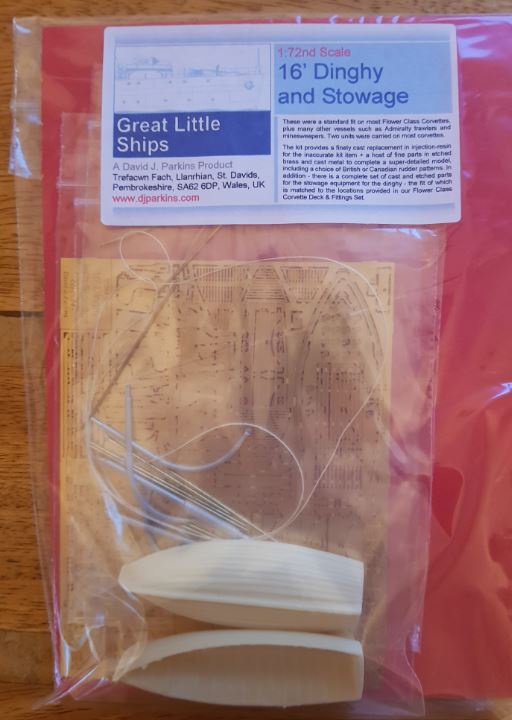 1:72nd Scale
16' Dinghy
and Stowage
Great Little
Ships
A David J. Parkins Product
Trefacwn Fach, Llanrhian, St. Davids,
Pembrokeshire, SA62 6DP, Wales, UK
www.djparkins.com
These were a standard fit on most Flower Class Corvettes,
plus many other vessels such as Admiralty trawlers and
minesweepers. Two units were carried on most corvettes.
The kit provides a finely cast replacement in injection-resin
for the inaccurate kit item + a host of fine parts in etched
brass and cast metal to complete a super-detailed model,
including a choice of British or Canadian rudder patterns. In
addition - there is a complete set of cast and etched parts
for the stowage equipment for the dinghy - the fit of which
is matched to the locations provided in our Flower Class
Corvette Deck & Fittings Set.